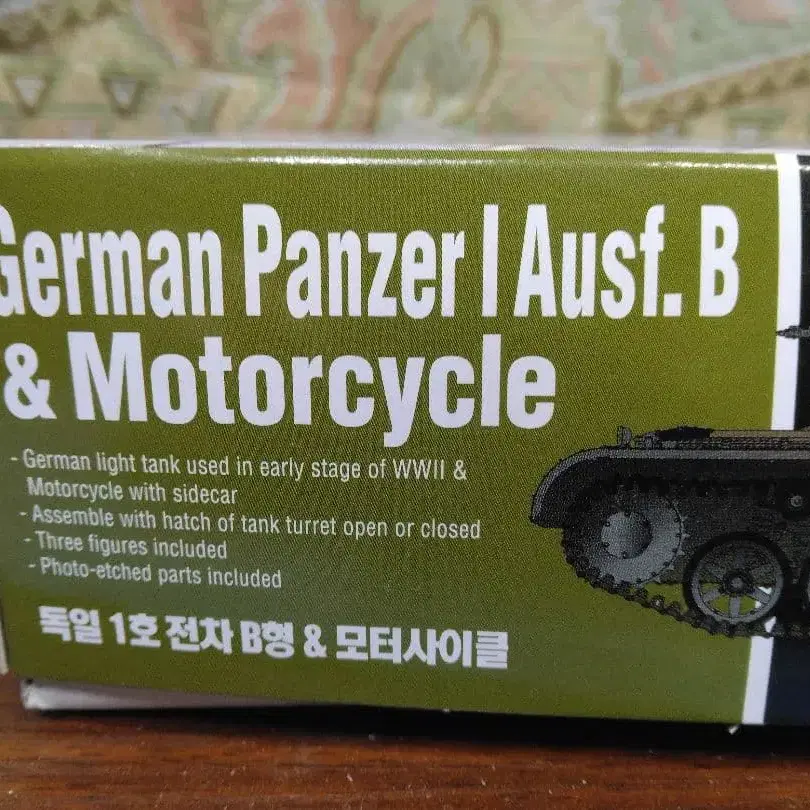 German Panzer I Ausf. B
& Motorcycle
- German light tank used in early stage of WWII &
Motorcycle with sidecar
- Assemble with hatch of tank turret open or closed
- Three figures included
- Photo-etched parts included
독일 1호 전차 B형 & 모터사이클